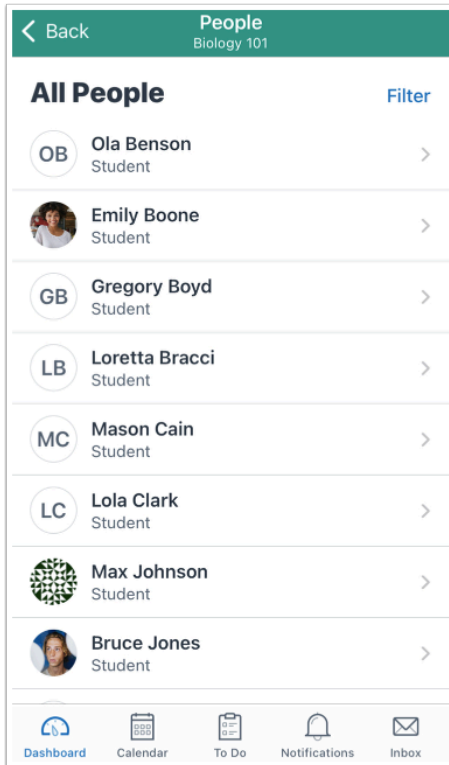 Back
People
Biology 101
All People
Filter
OB
Ola Benson
Student
Emily Boone
Student
GB
Gregory Boyd
Student
LB
Loretta Bracci
Student
MC
Mason Cain
Student
LC
Lola Clark
Student
Max Johnson
Student
Bruce Jones
Student
Dashboard
Calendar
To Do
Notifications
Inbox